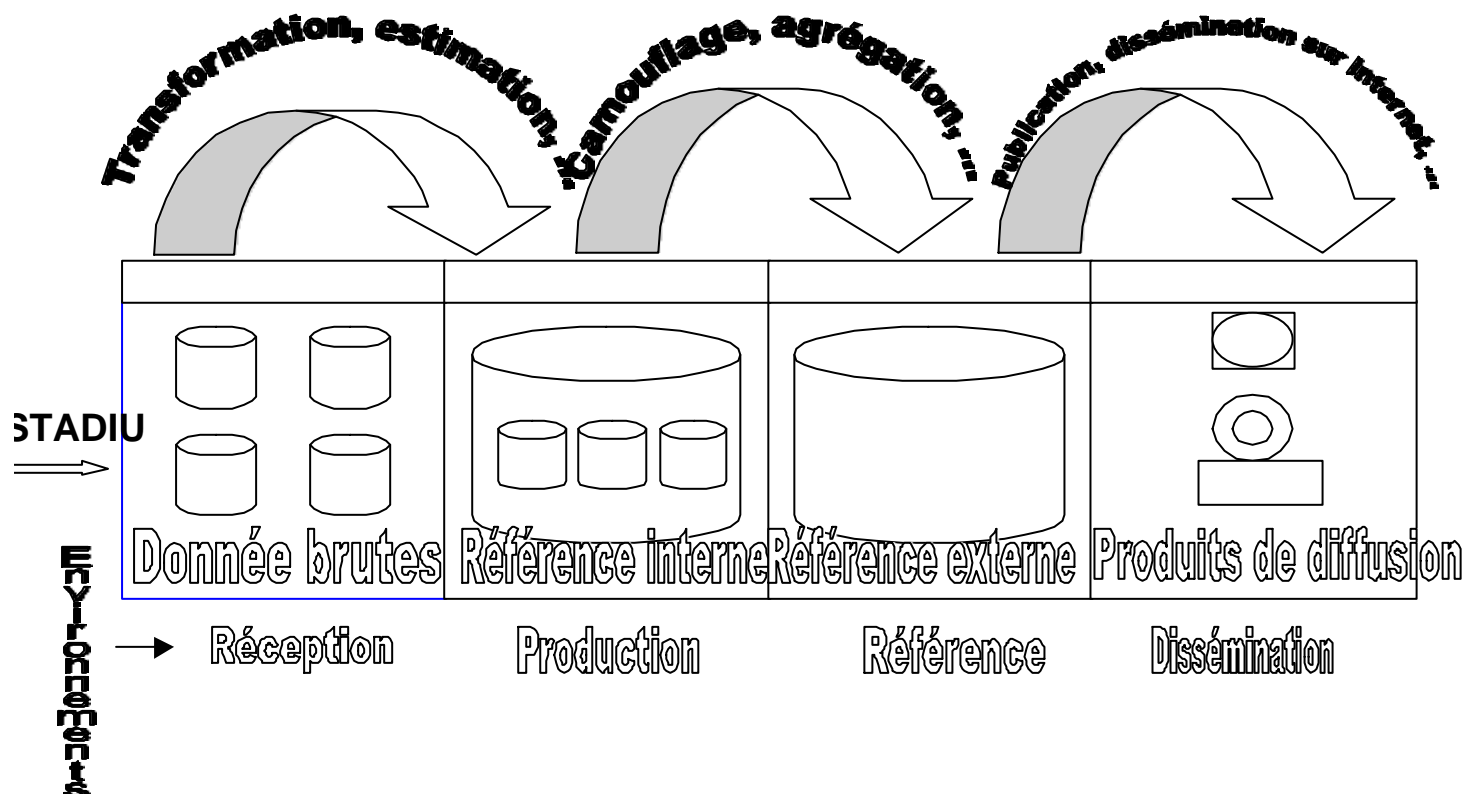 Transformation, estimation, ...
Camouflage, agrégation, ...
Publication, dissémination sur Internet, ...
STADIU
Donnée brutes
Référence interne
Référence externe
Produits de diffusion
Environnements
Réception
Production
Référence
Dissémination